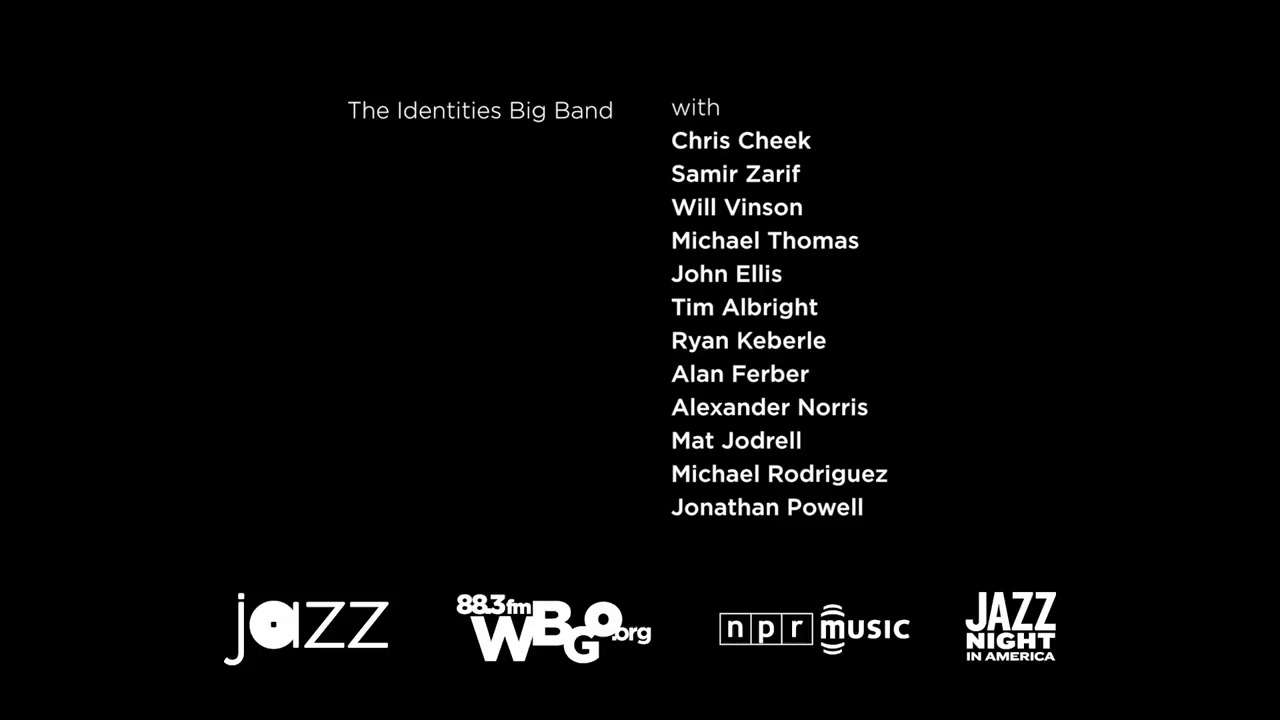 The Identities Big Band
with
Chris Cheek
Samir Zarif
Will Vinson
Michael Thomas
John Ellis
Tim Albright
Ryan Keberle
Alan Ferber
Alexander Norris
Mat Jodrell
Michael Rodriguez
Jonathan Powell
jazz
88.3fm
WBGO.org
npr music
JAZZ
NIGHT
IN AMERICA